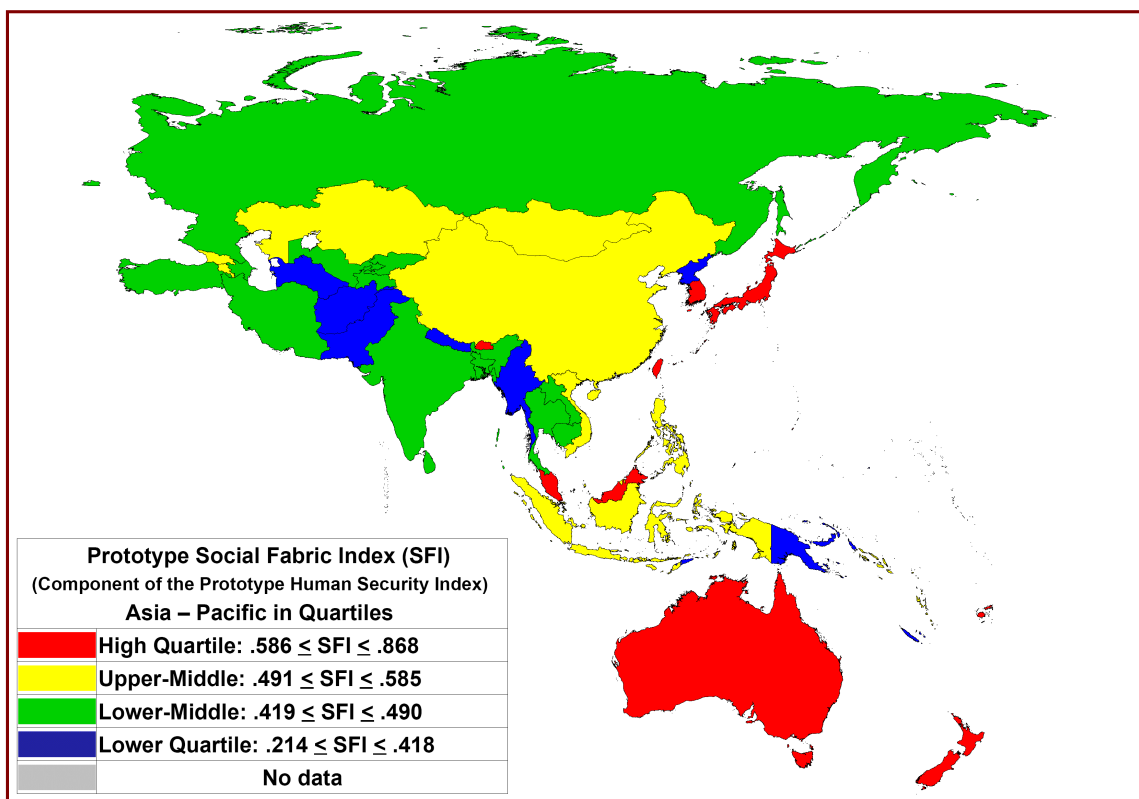 Prototype Social Fabric Index (SFI)
(Component of the Prototype Human Security Index)
Asia – Pacific in Quartiles
High Quartile: .586 < SFI < .868
Upper-Middle: .491 < SFI < .585
Lower-Middle: .419 < SFI < .490
Lower Quartile: .214 < SFI < .418
No data